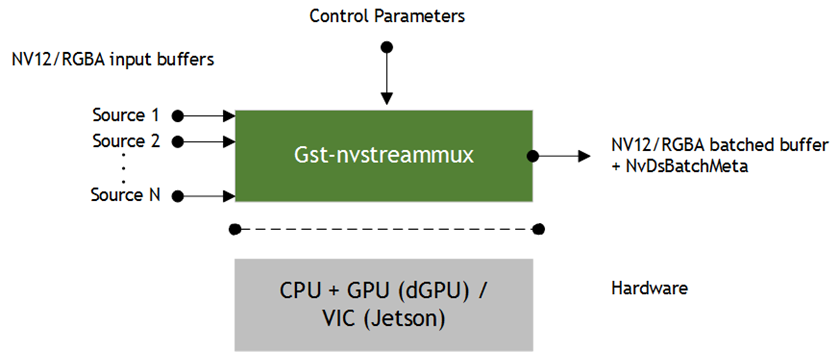 Control Parameters
NV12/RGBA input buffers
Source 1
Source 2
Source N
Gst-nvstreammux
NV12/RGBA batched buffer
+ NvDsBatchMeta
CPU + GPU (dGPU) /
VIC (Jetson)
Hardware